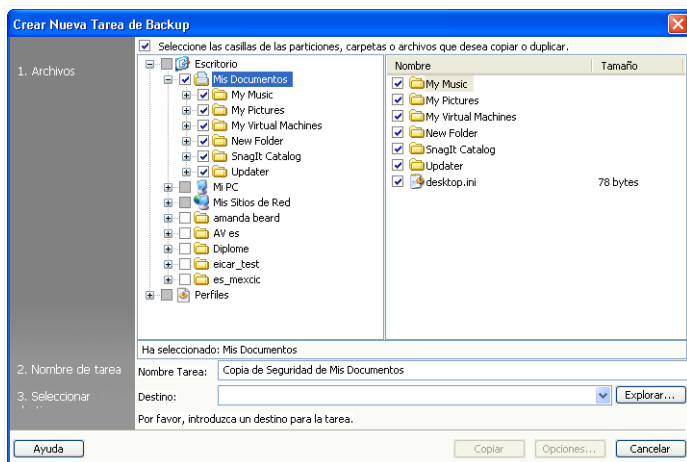 Crear Nueva Tarea de Backup
Seleccione las casillas de las particiones, carpetas o archivos que desea copiar o duplicar.
1. Archivos
Escritorio
Mis Documentos
My Music
My Pictures
My Virtual Machines
New Folder
SnagIt Catalog
Updater
Mi PC
Mis Sitios de Red
amanda beard
AV es
Diplome
eicar_test
es_mexcic
Perfiles
Nombre Tamaño
My Music
My Pictures
My Virtual Machines
New Folder
SnagIt Catalog
Updater
desktop.ini 78 bytes
Ha seleccionado: Mis Documentos
2. Nombre de tarea
Nombre Tarea: Copia de Seguridad de Mis Documentos
3. Seleccionar
Destino: Explorar...
Por favor, introduzca un destino para la tarea.
Ayuda Copiar Opciones... Cancelar